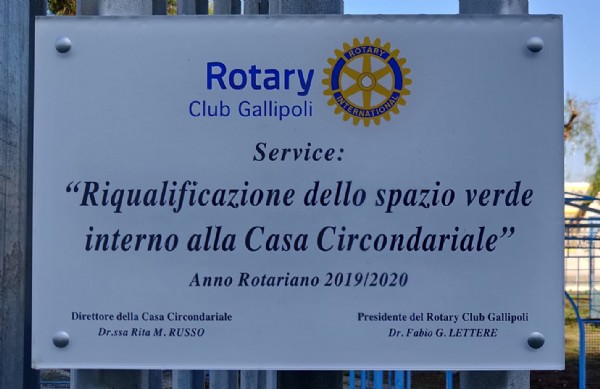 Rotary
Club Gallipoli
ROTARY
INTERNATIONAL
Service:
“Riqualificazione dello spazio verde
interno alla Casa Circondariale”
Anno Rotariano 2019/2020
Direttore della Casa Circondariale
Dr.ssa Rita M. RUSSO
Presidente del Rotary Club Gallipoli
Dr. Fabio G. LETTERE